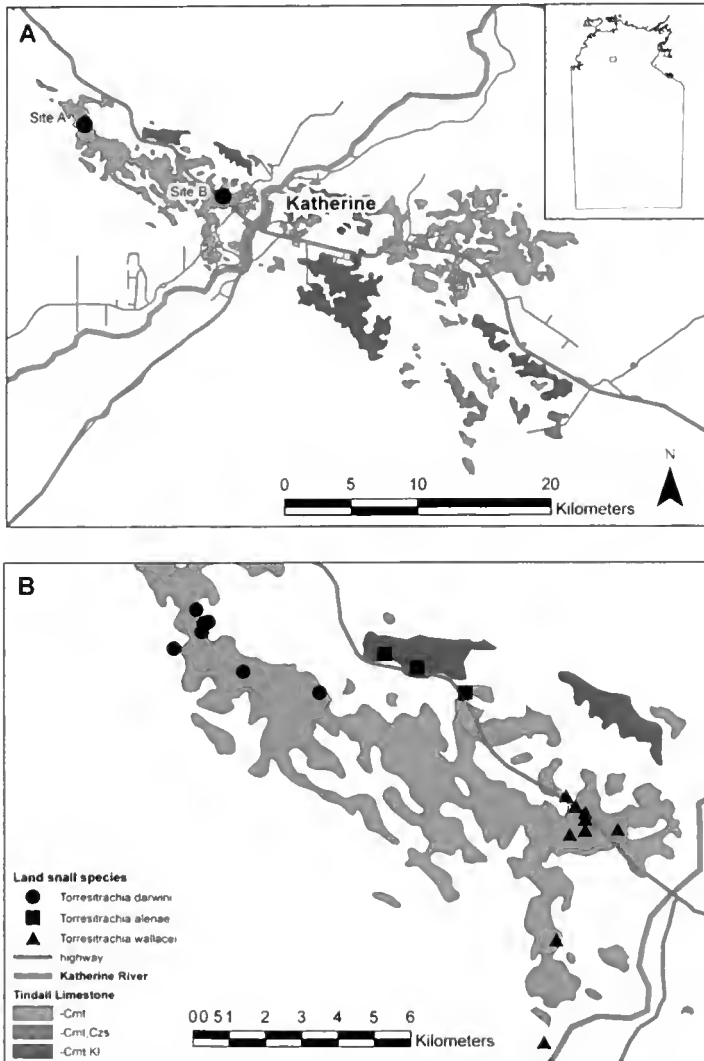 A
Site A
Site B
Katherine
N
0 5 10 20
Kilometers
B
Land snail species
Torresitrachia darwini
Torresitrachia alenae
Torresitrachia wallacei
highway
Katherine River
Tindall Limestone
-Cmt
-Cmt,Czs
-Cmt Kl
0 0 5 1 2 3 4 5 6
Kilometers